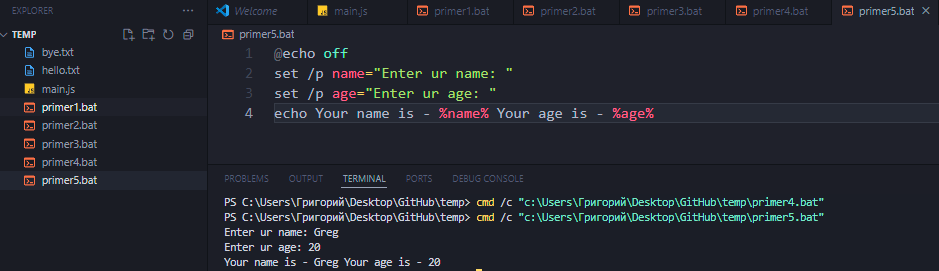 EXPLORER
Welcome
main.js
primer1.bat
primer2.bat
primer3.bat
primer4.bat
primer5.bat
TEMP
bye.txt
hello.txt
main.js
primer1.bat
primer2.bat
primer3.bat
primer4.bat
primer5.bat
primer5.bat
1 @echo off
2 set /p name="Enter ur name: "
3 set /p age="Enter ur age: "
4 echo Your name is - %name% Your age is - %age%
PROBLEMS OUTPUT TERMINAL PORTS DEBUG CONSOLE
PS C:\Users\Григорий\Desktop\GitHub\temp> cmd /c "c:\Users\Григорий\Desktop\GitHub\temp\primer4.bat"
PS C:\Users\Григорий\Desktop\GitHub\temp> cmd /c "c:\Users\Григорий\Desktop\GitHub\temp\primer5.bat"
Enter ur name: Greg
Enter ur age: 20
Your name is - Greg Your age is - 20